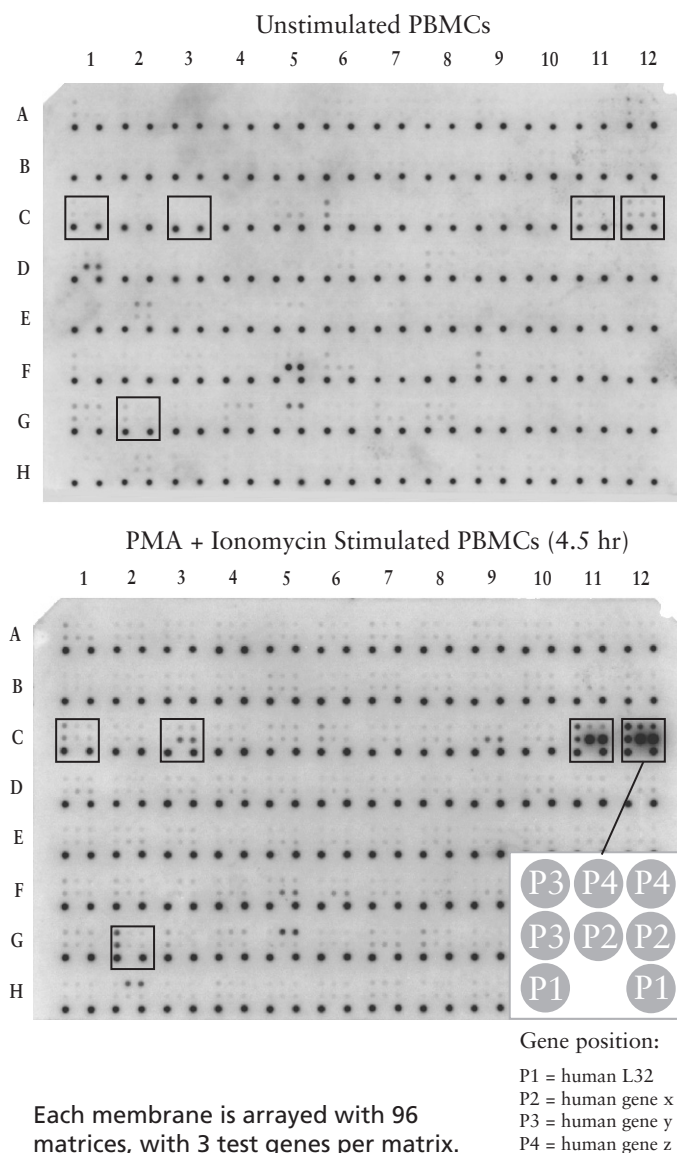 Unstimulated PBMCs
1 2 3 4 5 6 7 8 9 10 11 12
A
B
C
D
E
F
G
H
PMA + Ionomycin Stimulated PBMCs (4.5 hr)
1 2 3 4 5 6 7 8 9 10 11 12
A
B
C
D
E
F
G
H
P3 P4 P4
P3 P2 P2
P1 P1
Gene position:
P1 = human L32
P2 = human gene x
P3 = human gene y
P4 = human gene z
Each membrane is arrayed with 96
matrices, with 3 test genes per matrix.